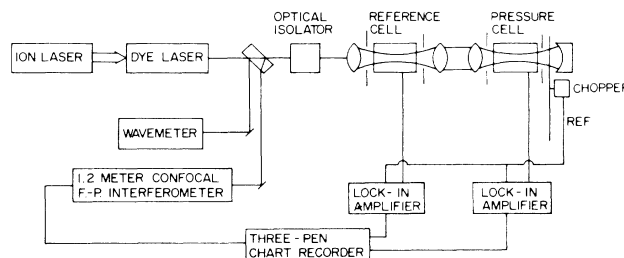 OPTICAL
ISOLATOR
REFERENCE
CELL
PRESSURE
CELL
ION LASER
DYE LASER
CHOPPER
REF
WAVEMETER
1.2 METER CONFOCAL
F.-P. INTERFEROMETER
LOCK-IN
AMPLIFIER
LOCK-IN
AMPLIFIER
THREE-PEN
CHART RECORDER